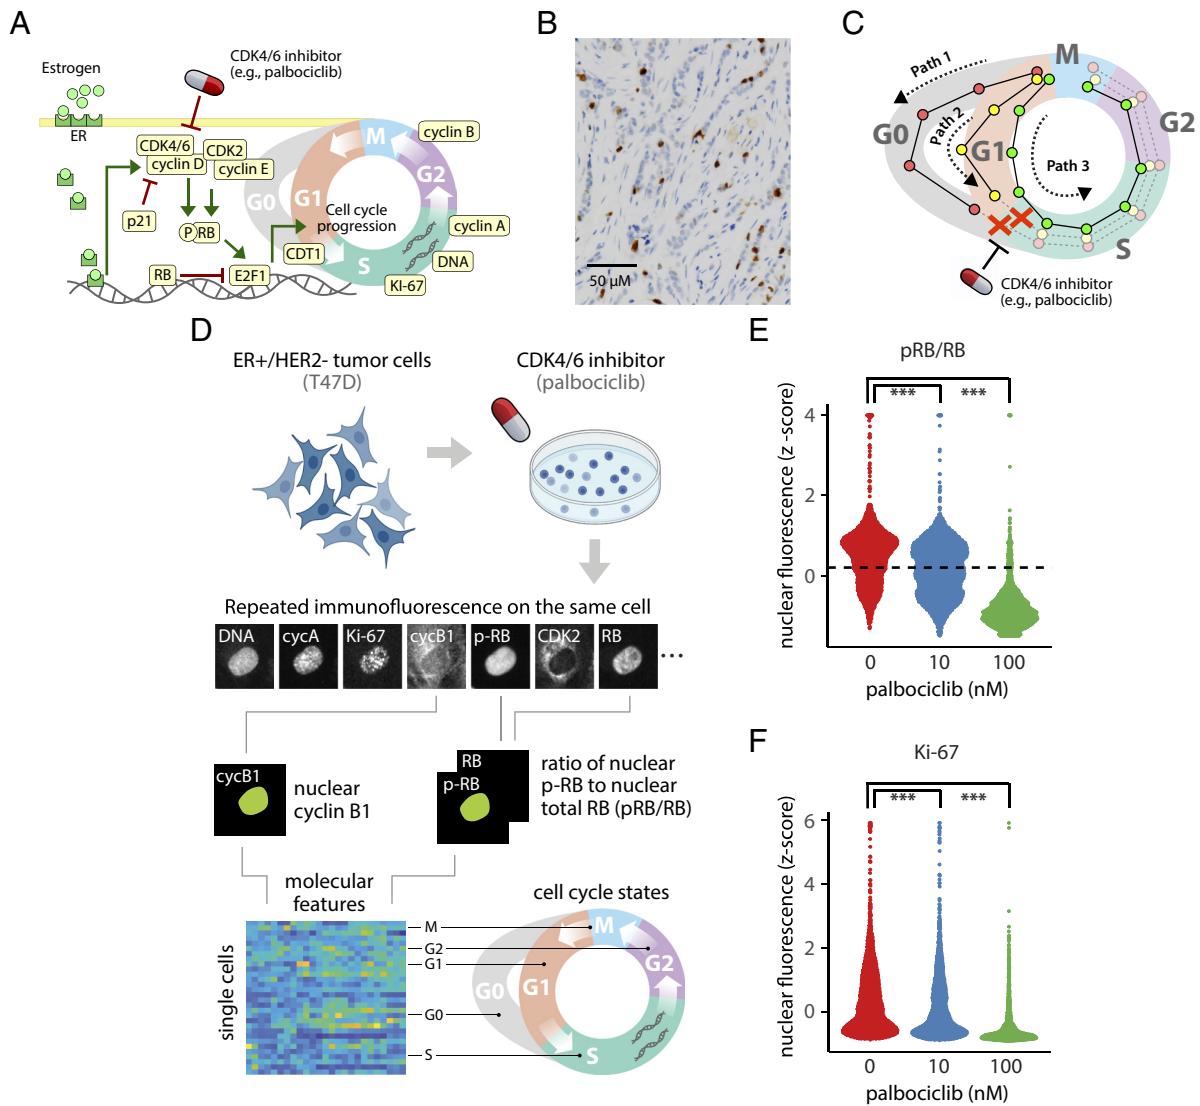 A
CDK4/6 inhibitor
(e.g., palbociclib)
Estrogen
ER
CDK4/6
cyclin D
CDK2
cyclin E
p21
P
RB
RB
E2F1
CDT1
Cell cycle
progression
G0
G1
M
G2
S
cyclin B
cyclin A
DNA
KI-67
B
50 µM
C
Path 1
Path 2
Path 3
G0
G1
M
G2
S
CDK4/6 inhibitor
(e.g., palbociclib)
D
ER+/HER2- tumor cells
(T47D)
CDK4/6 inhibitor
(palbociclib)
Repeated immunofluorescence on the same cell
DNA
cycA
Ki-67
cycB1
p-RB
CDK2
RB
...
cycB1
nuclear
cyclin B1
RB
p-RB
ratio of nuclear
p-RB to nuclear
total RB (pRB/RB)
molecular
features
single cells
M
G2
G1
G0
S
cell cycle states
M
G2
G1
G0
S
E
pRB/RB
***
***
nuclear fluorescence (z -score)
4
2
0
0
10
100
palbociclib (nM)
F
Ki-67
***
***
nuclear fluorescence (z-score)
6
4
2
0
0
10
100
palbociclib (nM)